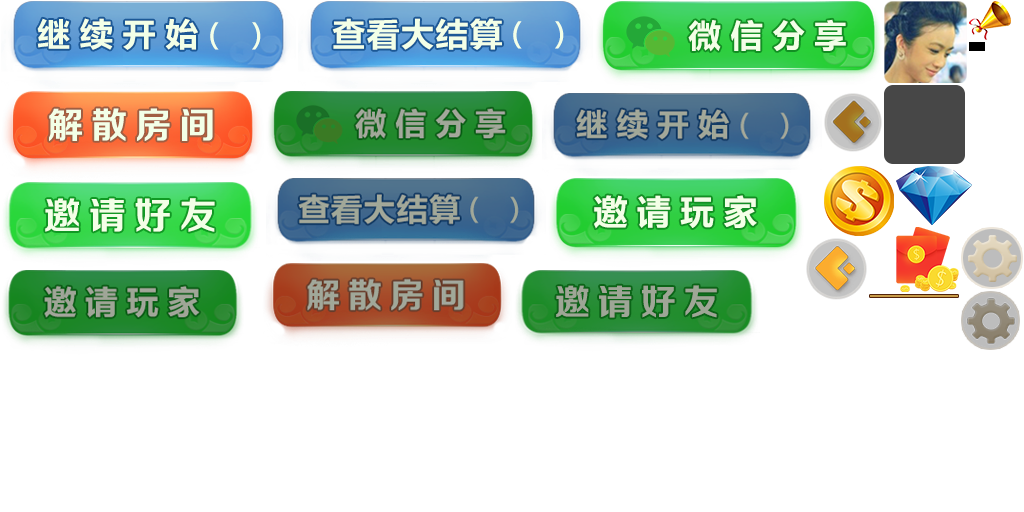 继续开始（ ）
查看大结算（ ）
微信分享
解散房间
微信分享
继续开始（ ）
邀请好友
查看大结算（ ）
邀请玩家
邀请玩家
解散房间
邀请好友